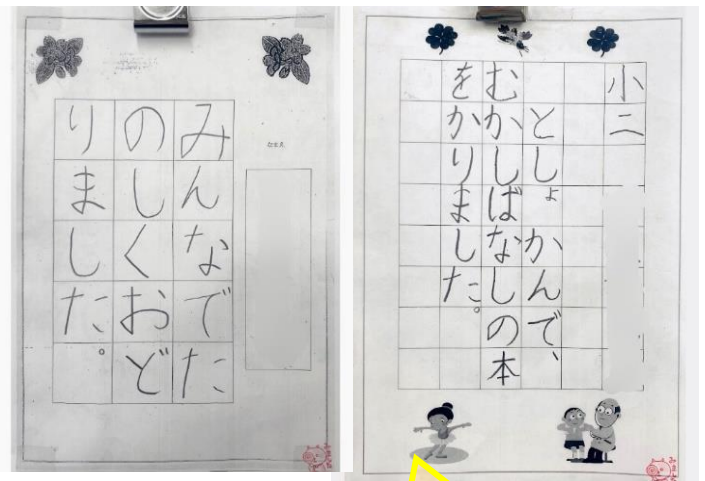 みんなでた
のしくおど
りました。
小二
としょかんで、
むかしばなしの本
をかりました。